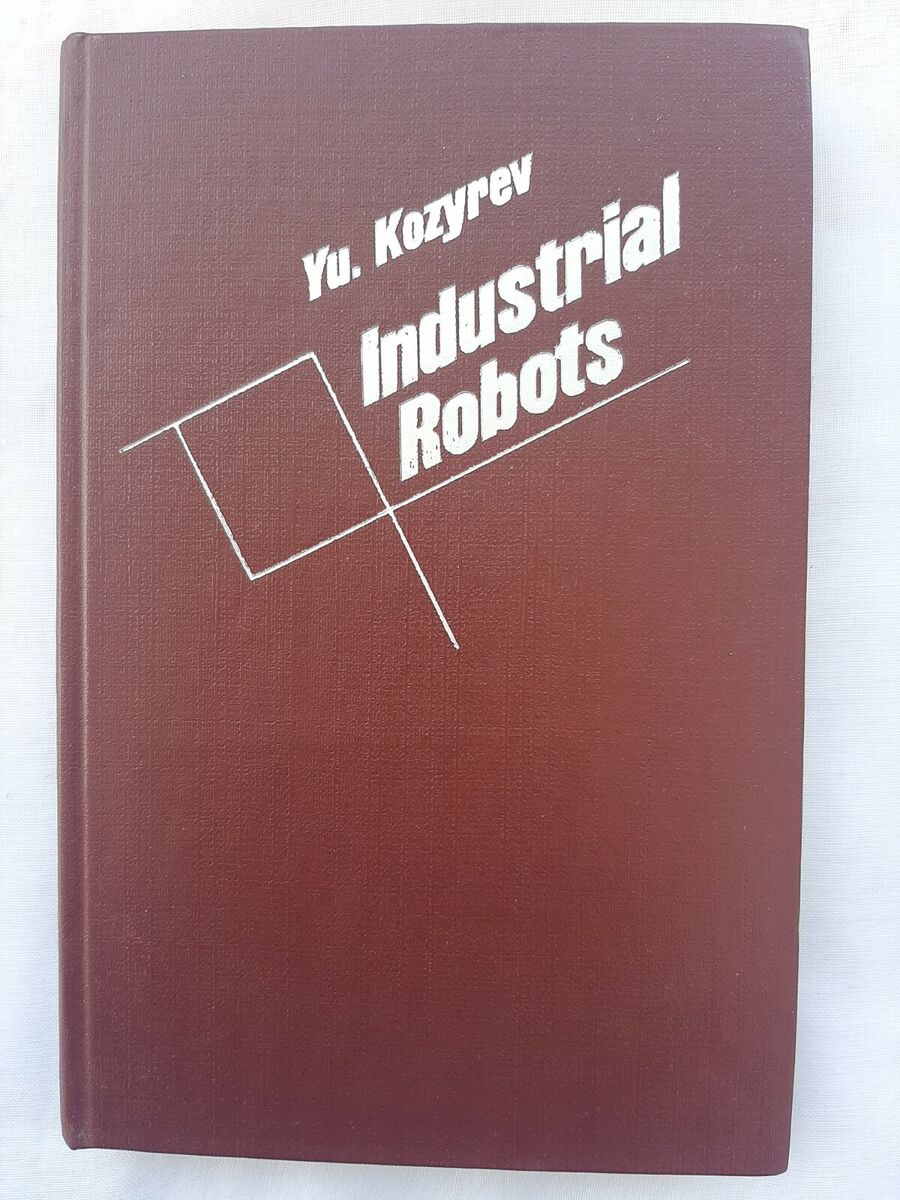 Yu. Kozyrev
Industrial
Robots